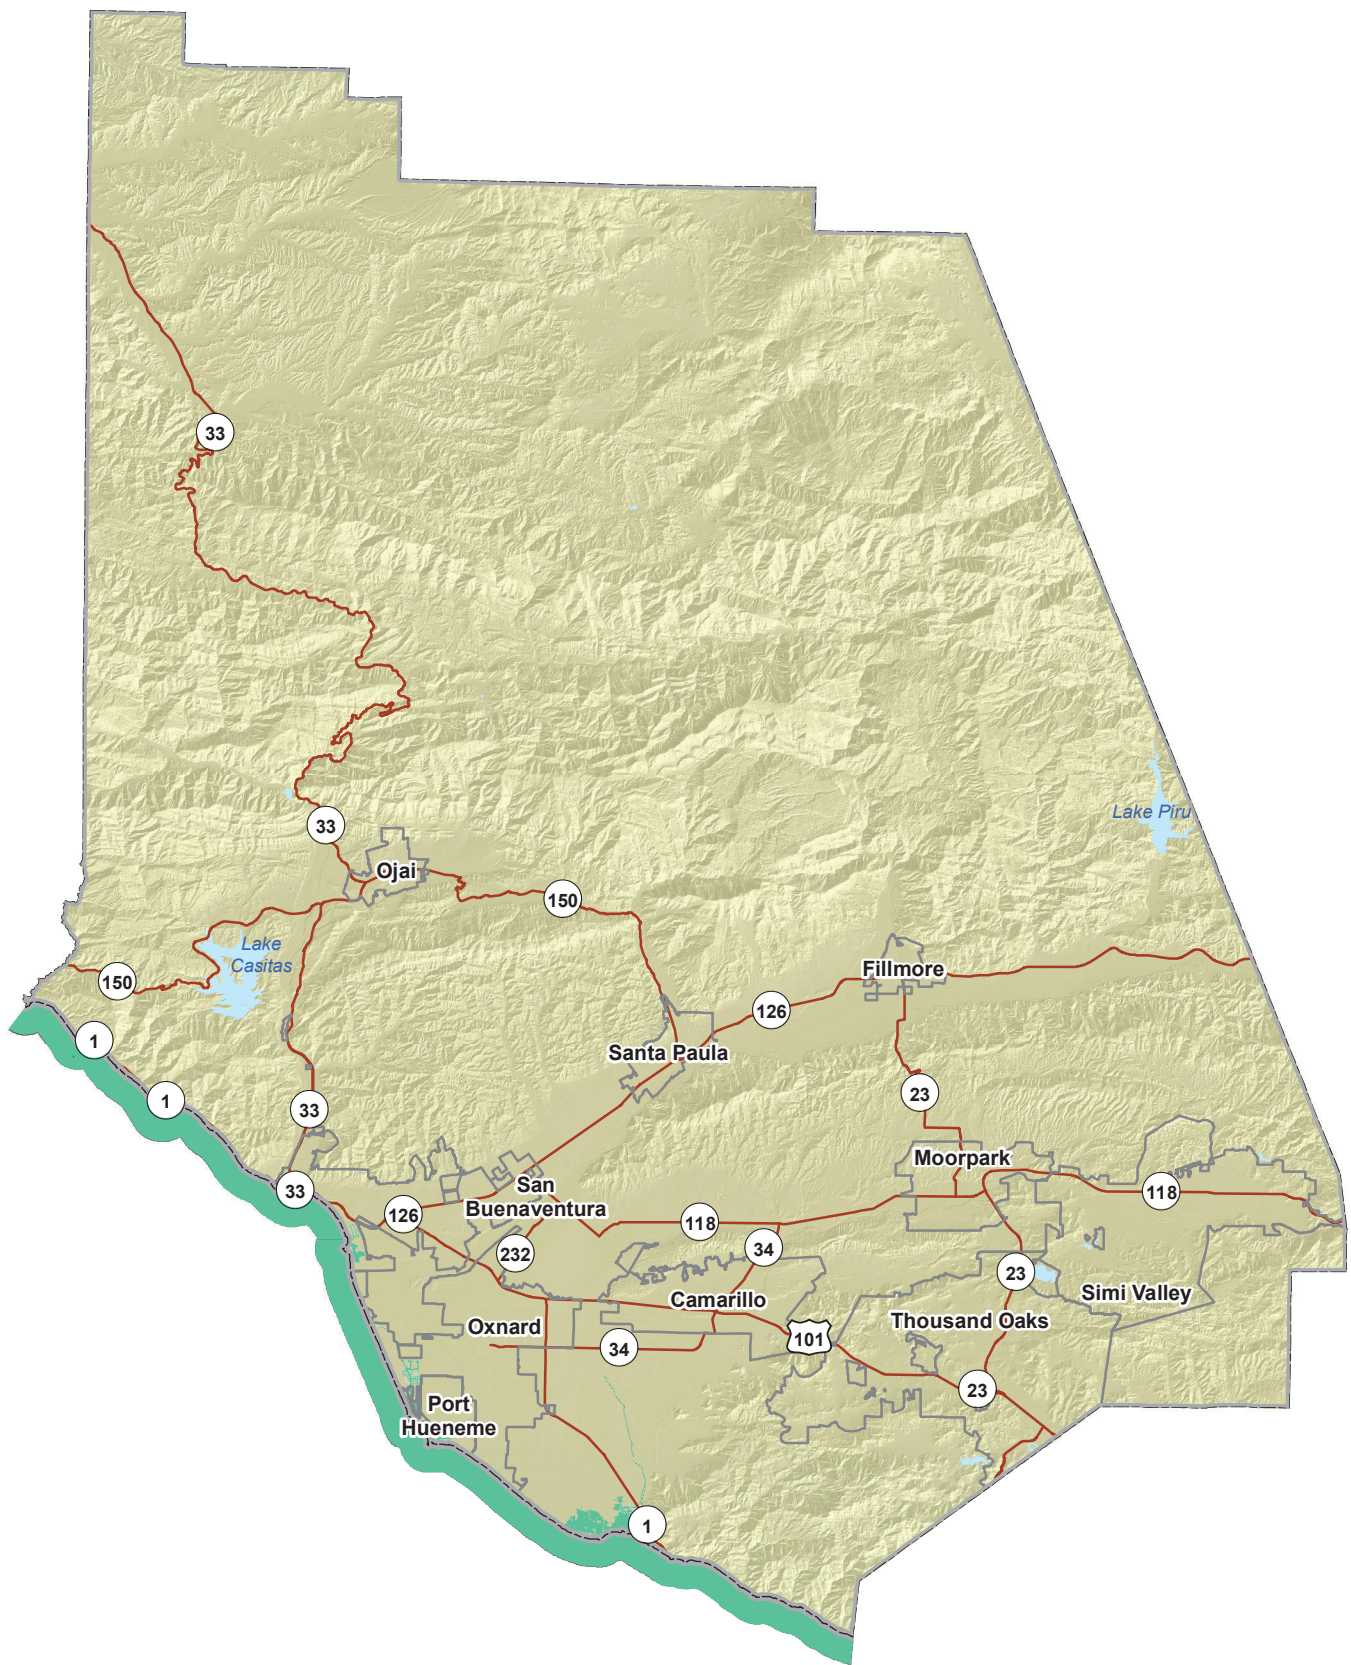 33
Lake Piru
33
Ojai
150
Lake
Casitas
150
Fillmore
126
1
Santa Paula
23
1
33
Moorpark
33
San
Buenaventura
118
126
118
232
34
23
Simi Valley
Camarillo
Thousand Oaks
Oxnard
101
34
23
Port
Hueneme
1